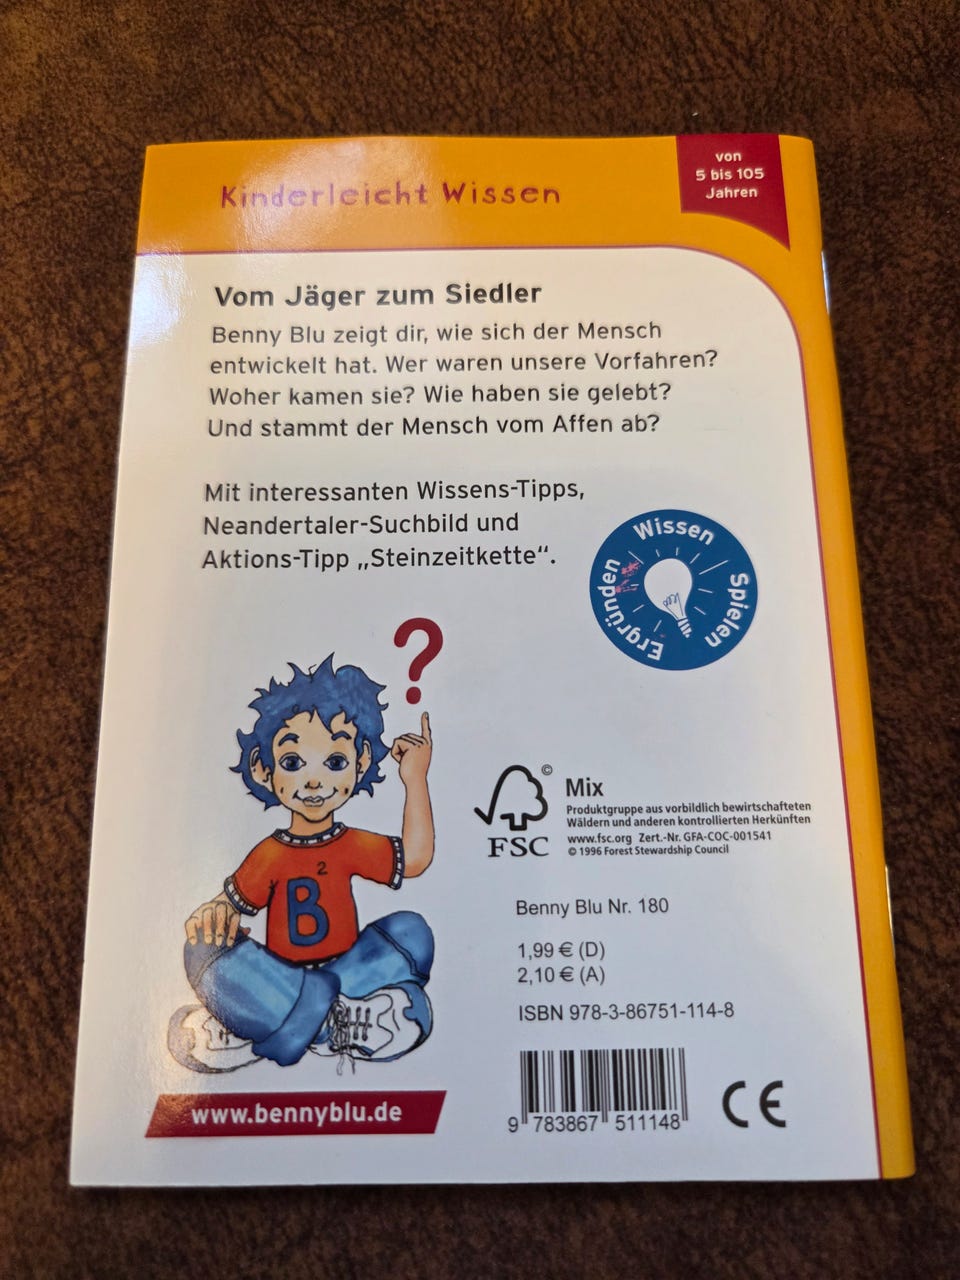 Kinderleicht Wissen
von
5 bis 105
Jahren
Vom Jäger zum Siedler
Benny Blu zeigt dir, wie sich der Mensch
entwickelt hat. Wer waren unsere Vorfahren?
Woher kamen sie? Wie haben sie gelebt?
Und stammt der Mensch vom Affen ab?
Mit interessanten Wissens-Tipps,
Neandertaler-Suchbild und
Aktions-Tipp „Steinzeitkette“.
Wissen
Spielen
Ergründen
?
B²
©
FSC
Mix
Produktgruppe aus vorbildlich bewirtschafteten
Wäldern und anderen kontrollierten Herkünften
www.fsc.org Zert.-Nr. GFA-COC-001541
© 1996 Forest Stewardship Council
Benny Blu Nr. 180
1,99 € (D)
2,10 € (A)
ISBN 978-3-86751-114-8
9 783867 511148
CE
www.bennyblu.de